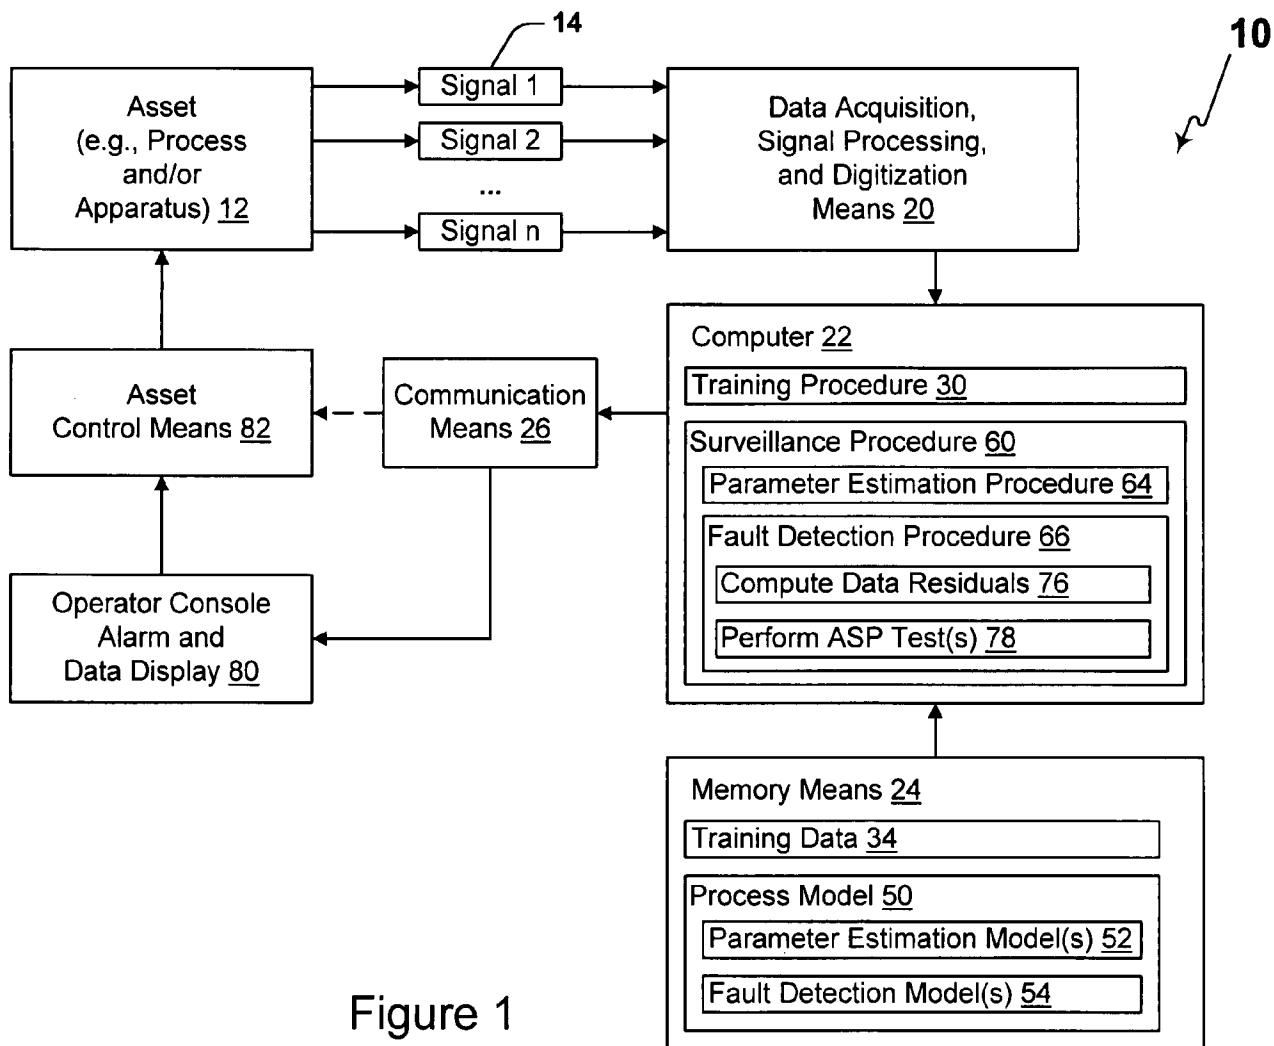 14
10
Asset
(e.g., Process
and/or
Apparatus) 12
Signal 1
Signal 2
...
Signal n
Data Acquisition,
Signal Processing,
and Digitization
Means 20
Computer 22
Training Procedure 30
Surveillance Procedure 60
Parameter Estimation Procedure 64
Fault Detection Procedure 66
Compute Data Residuals 76
Perform ASP Test(s) 78
Communication
Means 26
Asset
Control Means 82
Operator Console
Alarm and
Data Display 80
Memory Means 24
Training Data 34
Process Model 50
Parameter Estimation Model(s) 52
Fault Detection Model(s) 54
Figure 1